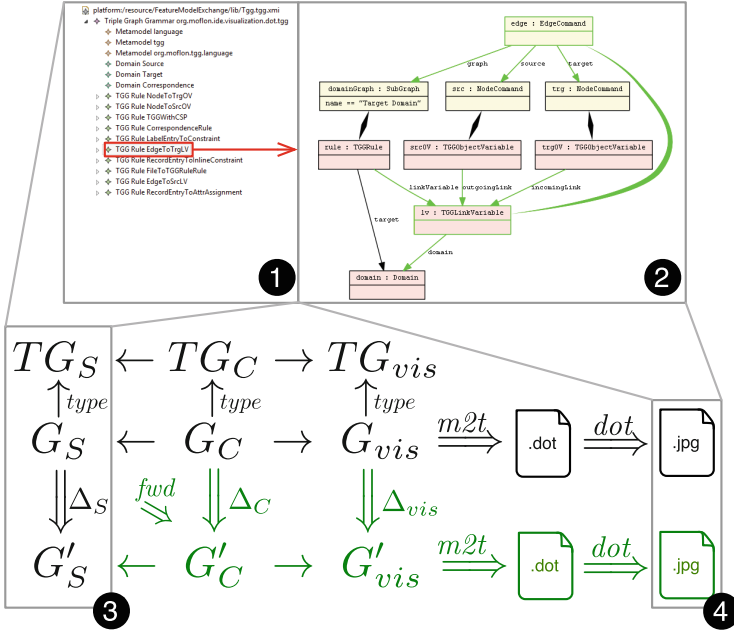 platform:/resource/FeatureModelExchange/lib/Tgg.tgg.xmi
Triple Graph Grammar org.moflon.ide.visualization.dot.tgg
Metamodel language
Metamodel tgg
Metamodel org.moflon.tgg.language
Domain Source
Domain Target
Domain Correspondence
TGG Rule NodeToTrgOV
TGG Rule NodeToSrcOV
TGG Rule TGGWithCSP
TGG Rule CorrespondenceRule
TGG Rule LabelEntryToConstraint
TGG Rule EdgeToTrgLV
TGG Rule RecordEntryToInlineConstraint
TGG Rule FileToTGGRuleRule
TGG Rule EdgeToSrcLV
TGG Rule RecordEntryToAttrAssignment
1
edge : EdgeCommand
graph source target
domainGraph : SubGraph src : NodeCommand trg : NodeCommand
name == "Target Domain"
rule : TGGRule srcOV : TGGObjectVariable trgOV : TGGObjectVariable
linkVariable outgoingLink incomingLink
lv : TGGLinkVariable
target
domain
domain : Domain
2
TG_S ← TG_C → TG_vis
type type type
G_S ← G_C → G_vis m2t .dot dot .jpg
Δ_S fwd Δ_C Δ_vis
G'_S ← G'_C → G'_vis m2t .dot dot .jpg
3 4